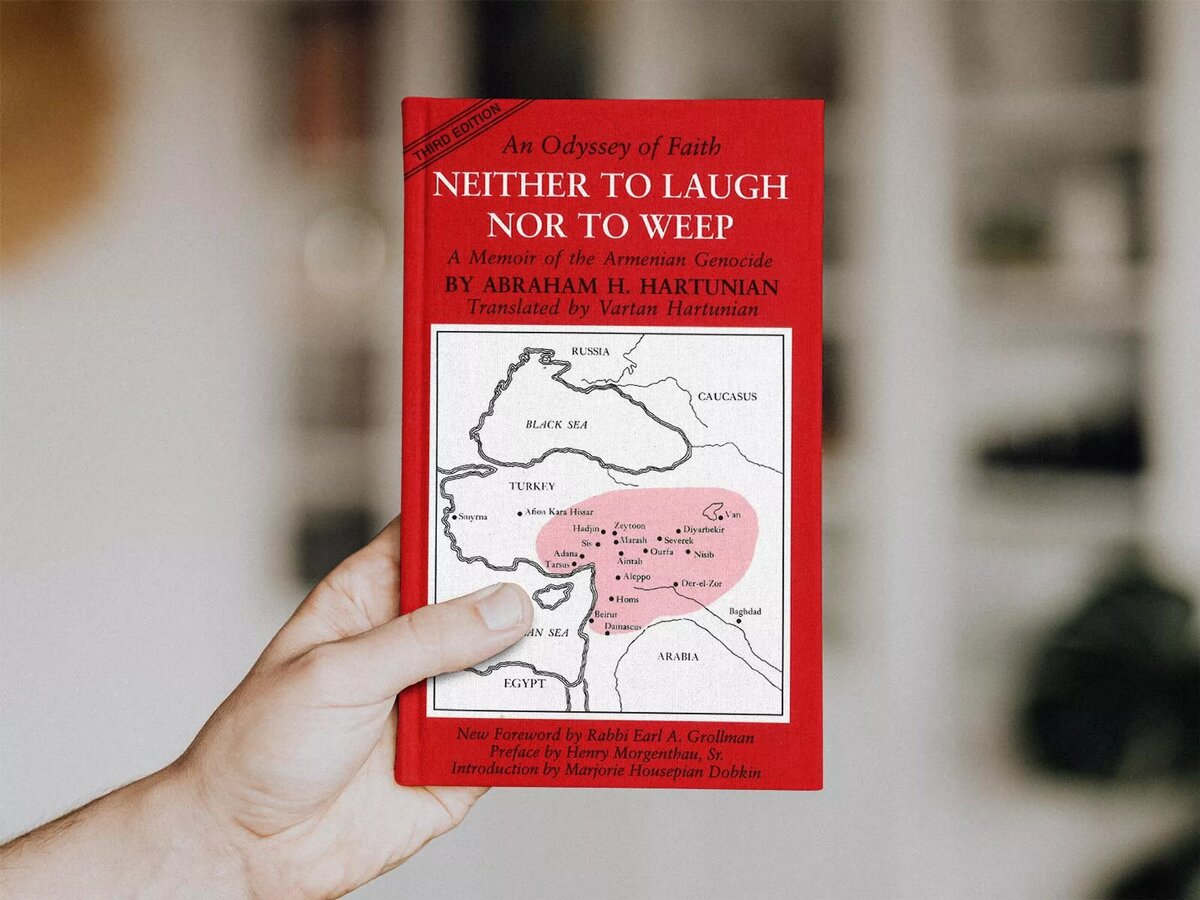 THIRD EDITION
An Odyssey of Faith
NEITHER TO LAUGH
NOR TO WEEP
A Memoir of the Armenian Genocide
BY ABRAHAM H. HARTUNIAN
Translated by Vartan Hartunian
RUSSIA
CAUCASUS
BLACK SEA
TURKEY
Smyrna
Afion Kara Hissar
Van
Hadjin
Zeytoon
Diyarbekir
Sis
Marash
Severek
Adana
Ourfa
Nisib
Tarsus
Aintab
Aleppo
Der-el-Zor
Homs
Beirut
Baghdad
Damascus
SEA
ARABIA
EGYPT
New Foreword by Rabbi Earl A. Grollman
Preface by Henry Morgenthau, Sr.
Introduction by Marjorie Housepian Dobkin